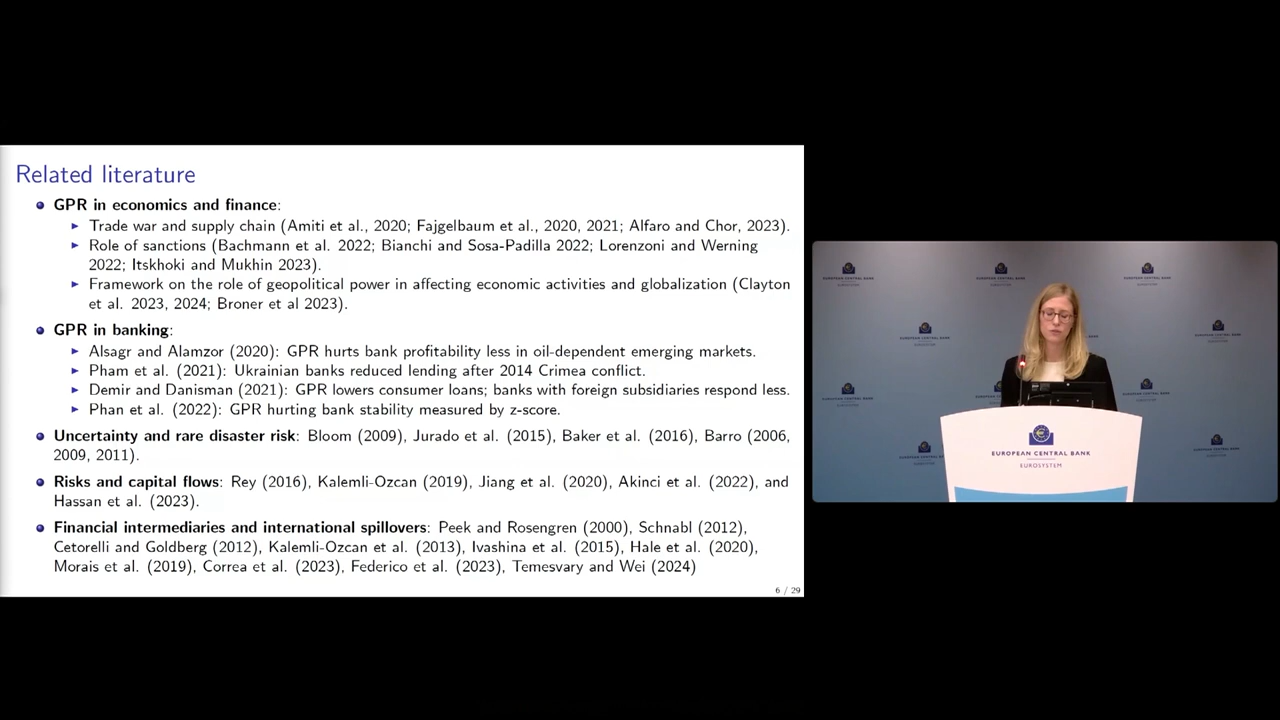 Related literature
GPR in economics and finance:
Trade war and supply chain (Amiti et al., 2020; Fajgelbaum et al., 2020, 2021; Alfaro and Chor, 2023).
Role of sanctions (Bachmann et al. 2022; Bianchi and Sosa-Padilla 2022; Lorenzoni and Werning
2022; Itskhoki and Mukhin 2023).
Framework on the role of geopolitical power in affecting economic activities and globalization (Clayton
et al. 2023, 2024; Broner et al 2023).
GPR in banking:
Alsagr and Alamzor (2020): GPR hurts bank profitability less in oil-dependent emerging markets.
Pham et al. (2021): Ukrainian banks reduced lending after 2014 Crimea conflict.
Demir and Danisman (2021): GPR lowers consumer loans; banks with foreign subsidiaries respond less.
Phan et al. (2022): GPR hurting bank stability measured by z-score.
Uncertainty and rare disaster risk: Bloom (2009), Jurado et al. (2015), Baker et al. (2016), Barro (2006,
2009, 2011).
Risks and capital flows: Rey (2016), Kalemli-Ozcan (2019), Jiang et al. (2020), Akinci et al. (2022), and
Hassan et al. (2023).
Financial intermediaries and international spillovers: Peek and Rosengren (2000), Schnabl (2012),
Cetorelli and Goldberg (2012), Kalemli-Ozcan et al. (2013), Ivashina et al. (2015), Hale et al. (2020),
Morais et al. (2019), Correa et al. (2023), Federico et al. (2023), Temesvary and Wei (2024)
6 / 29
EUROPEAN CENTRAL BANK
EUROSYSTEM